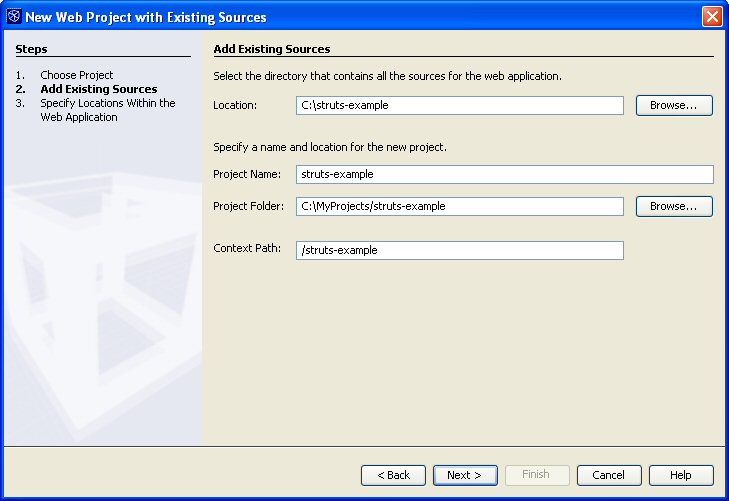 New Web Project with Existing Sources
Steps
1. Choose Project
2. Add Existing Sources
3. Specify Locations Within the
Web Application
Add Existing Sources
Select the directory that contains all the sources for the web application.
Location: C:\struts-example Browse...
Specify a name and location for the new project.
Project Name: struts-example
Project Folder: C:\MyProjects/struts-example Browse...
Context Path: /struts-example
< Back Next > Finish Cancel Help